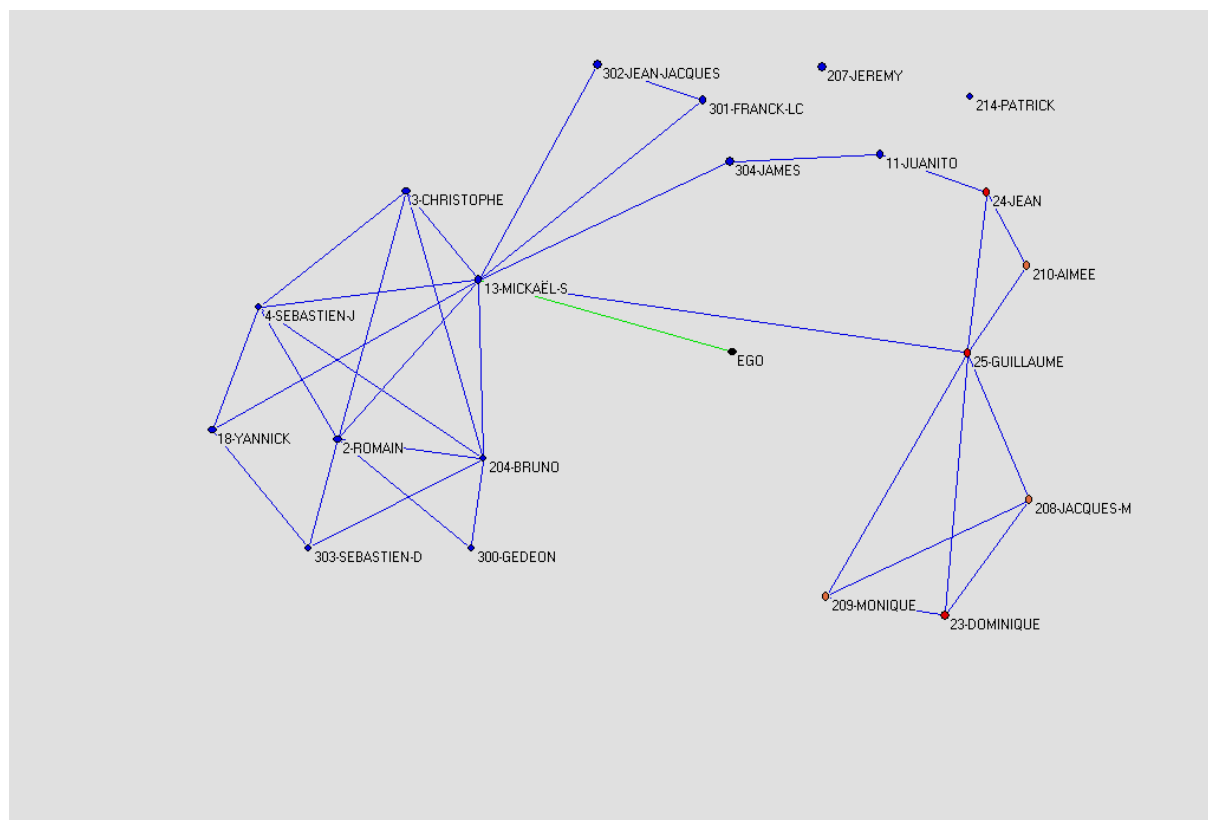 302-JEAN-JACQUES
207-JEREMY
301-FRANCK-LC
214-PATRICK
304-JAMES
11-JUANITO
3-CHRISTOPHE
24-JEAN
210-AIMEE
13-MICKAËL-S
4-SEBASTIEN-J
EGO
25-GUILLAUME
18-YANNICK
2-ROMAIN
204-BRUNO
208-JACQUES-M
303-SEBASTIEN-D
300-GEDEON
209-MONIQUE
23-DOMINIQUE